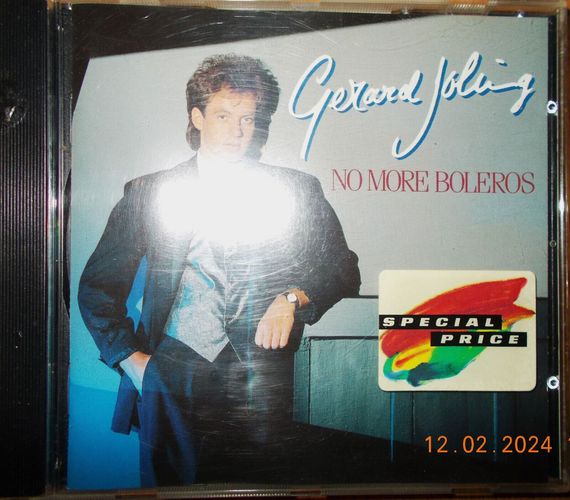 Gerard Joling
NO MORE BOLEROS
SPECIAL
PRICE
12.02.2024